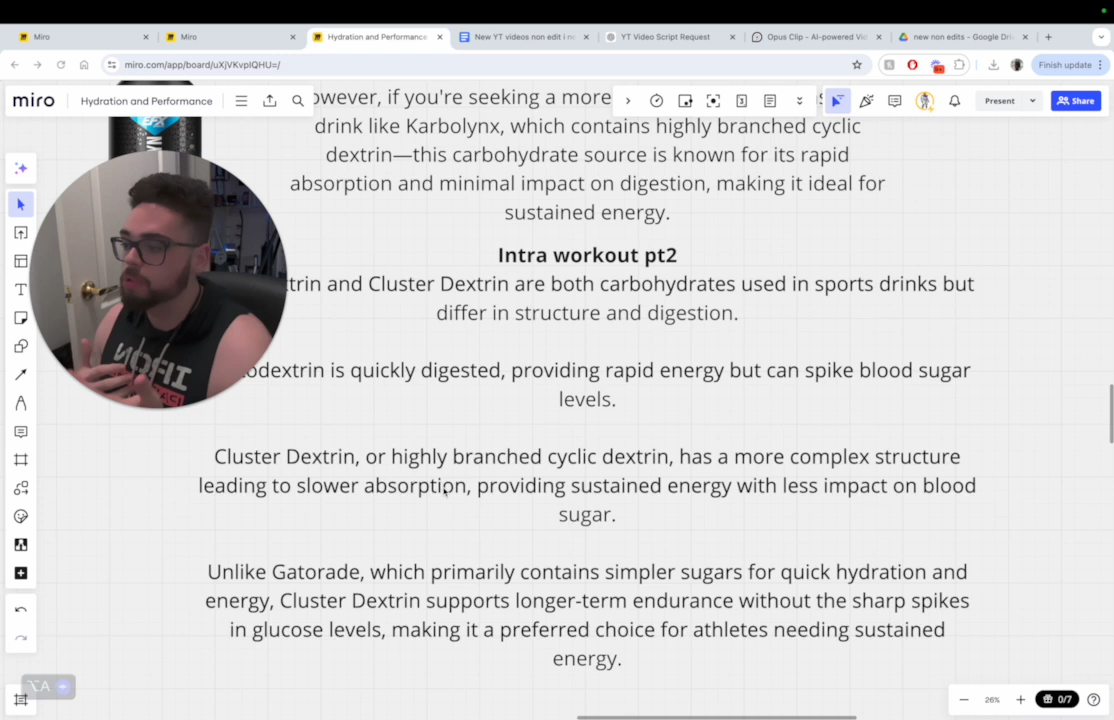 Miro
Miro
Hydration and Performance
New YT videos non edit i n
YT Video Script Request
Opus Clip - AI-powered Vi
new non edits - Google Dri
miro.com/app/board/uXjVKvpIQHU=/
Finish update
miro
Hydration and Performance
Present
Share
owever, if you're seeking a more
drink like Karbolynx, which contains highly branched cyclic
dextrin—this carbohydrate source is known for its rapid
absorption and minimal impact on digestion, making it ideal for
sustained energy.
Intra workout pt2
trin and Cluster Dextrin are both carbohydrates used in sports drinks but
differ in structure and digestion.
odextrin is quickly digested, providing rapid energy but can spike blood sugar
levels.
Cluster Dextrin, or highly branched cyclic dextrin, has a more complex structure
leading to slower absorption, providing sustained energy with less impact on blood
sugar.
Unlike Gatorade, which primarily contains simpler sugars for quick hydration and
energy, Cluster Dextrin supports longer-term endurance without the sharp spikes
in glucose levels, making it a preferred choice for athletes needing sustained
energy.
⌥A
26%
0/7